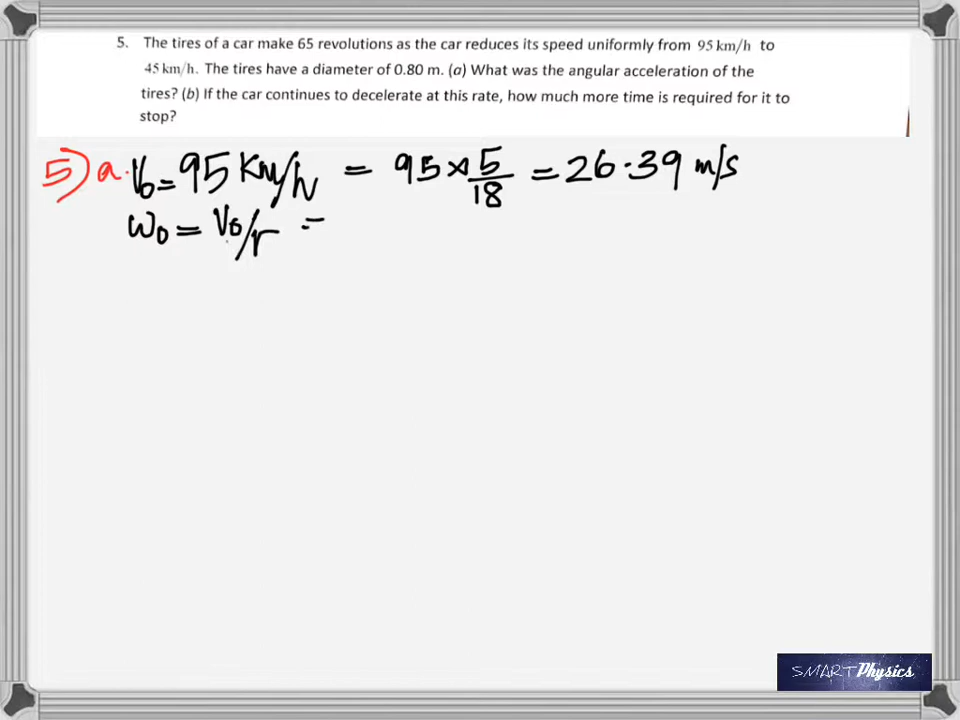 5. The tires of a car make 65 revolutions as the car reduces its speed uniformly from 95 km/h to
45 km/h. The tires have a diameter of 0.80 m. (a) What was the angular acceleration of the
tires? (b) If the car continues to decelerate at this rate, how much more time is required for it to
stop?
5) a. V₀ = 95 Km/h = 95 × 5/18 = 26.39 m/s
ω₀ = V₀/r =
SMART Physics